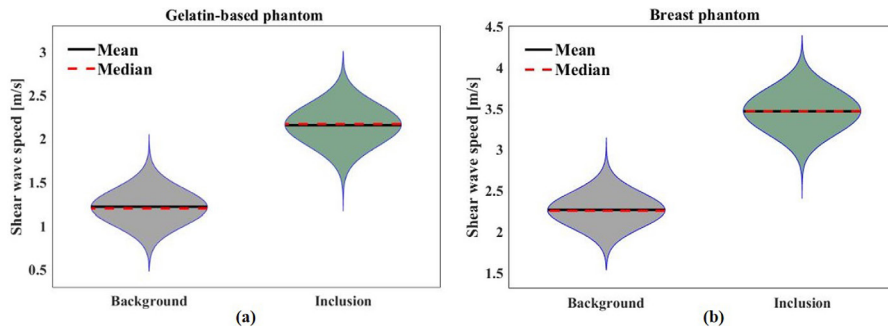 Gelatin-based phantom
Mean
Median
Shear wave speed [m/s]
3
2.5
2
1.5
1
0.5
Background
Inclusion
(a)
Breast phantom
Mean
Median
Shear wave speed [m/s]
4.5
4
3.5
3
2.5
2
1.5
Background
Inclusion
(b)